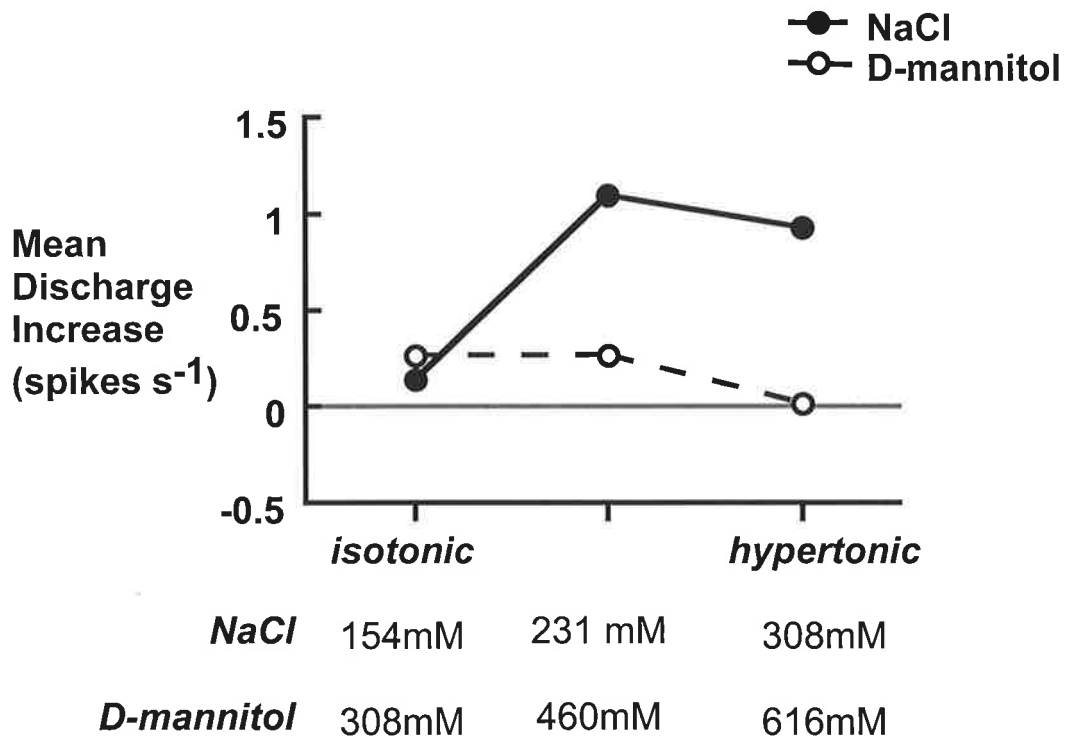 NaCl
D-mannitol
1.5
1
0.5
0
-0.5
Mean
Discharge
Increase
(spikes s-1)
isotonic hypertonic
NaCl 154mM 231 mM 308mM
D-mannitol 308mM 460mM 616mM